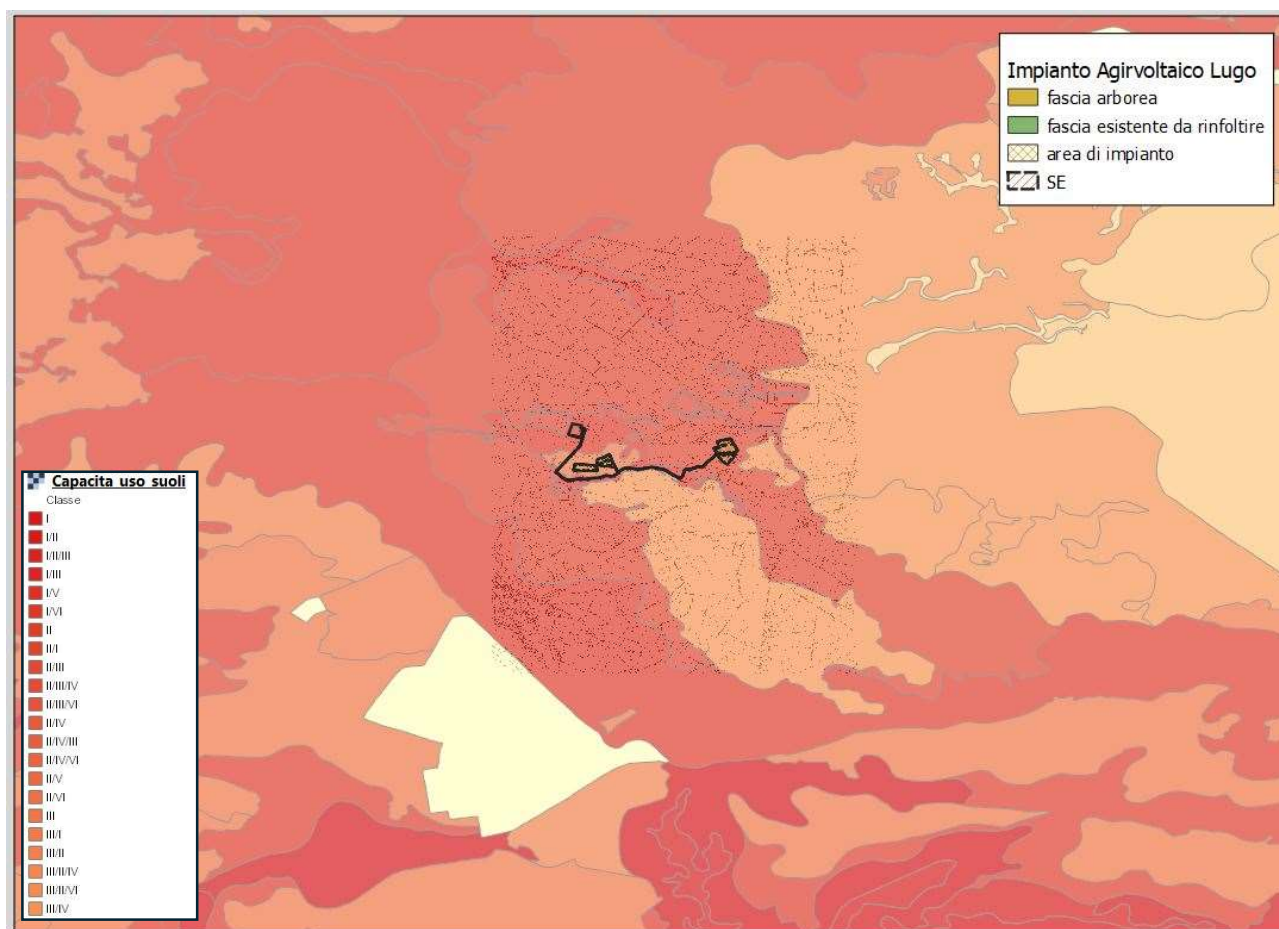 Impianto Agirvoltaico Lugo
fascia arborea
fascia esistente da rinfoltire
area di impianto
SE
Capacita uso suoli
Classe
I
I/II
I/II/III
I/III
I/V
I/VI
II
II/I
II/III
II/III/IV
II/III/VI
II/IV
II/IV/III
II/IV/VI
II/V
II/VI
III
III/I
III/II
III/II/IV
III/II/VI
III/IV